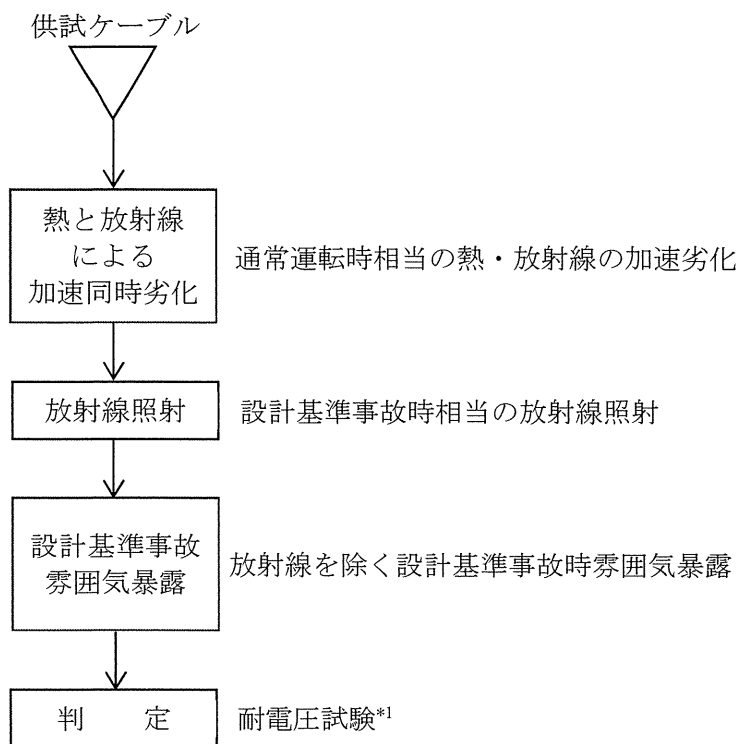 供試ケーブル
熱と放射線
による
加速同時劣化
通常運転時相当の熱・放射線の加速劣化
放射線照射
設計基準事故時相当の放射線照射
設計基準事故
雰囲気暴露
放射線を除く設計基準事故時雰囲気暴露
判　　定
耐電圧試験*1